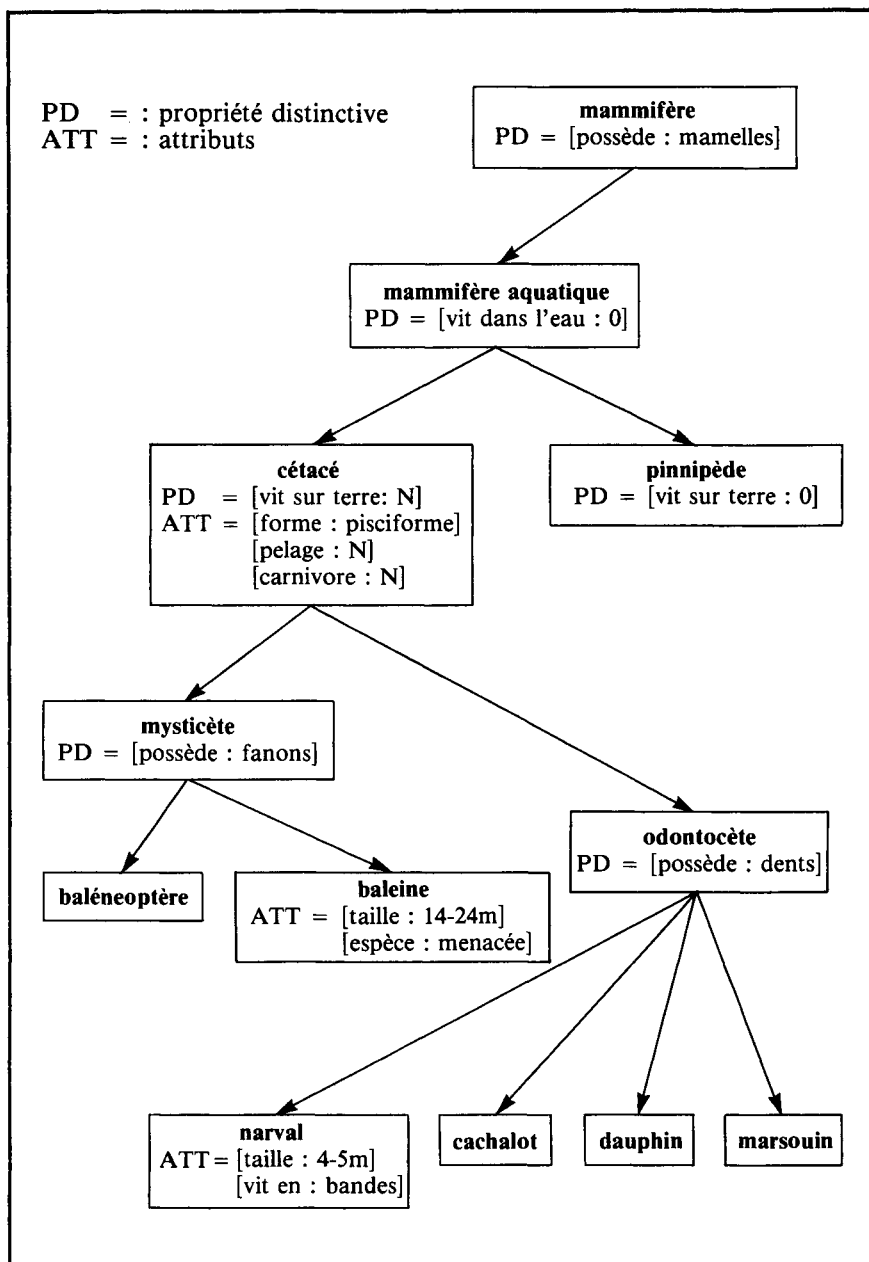 PD = : propriété distinctive
ATT = : attributs
mammifère
PD = [possède : mamelles]
mammifère aquatique
PD = [vit dans l'eau : 0]
cétacé
PD = [vit sur terre: N]
ATT = [forme : pisciforme]
[pelage : N]
[carnivore : N]
pinnipède
PD = [vit sur terre : 0]
mysticète
PD = [possède : fanons]
odontocète
PD = [possède : dents]
baléneoptère
baleine
ATT = [taille : 14-24m]
[espèce : menacée]
narval
ATT = [taille : 4-5m]
[vit en : bandes]
cachalot
dauphin
marsouin